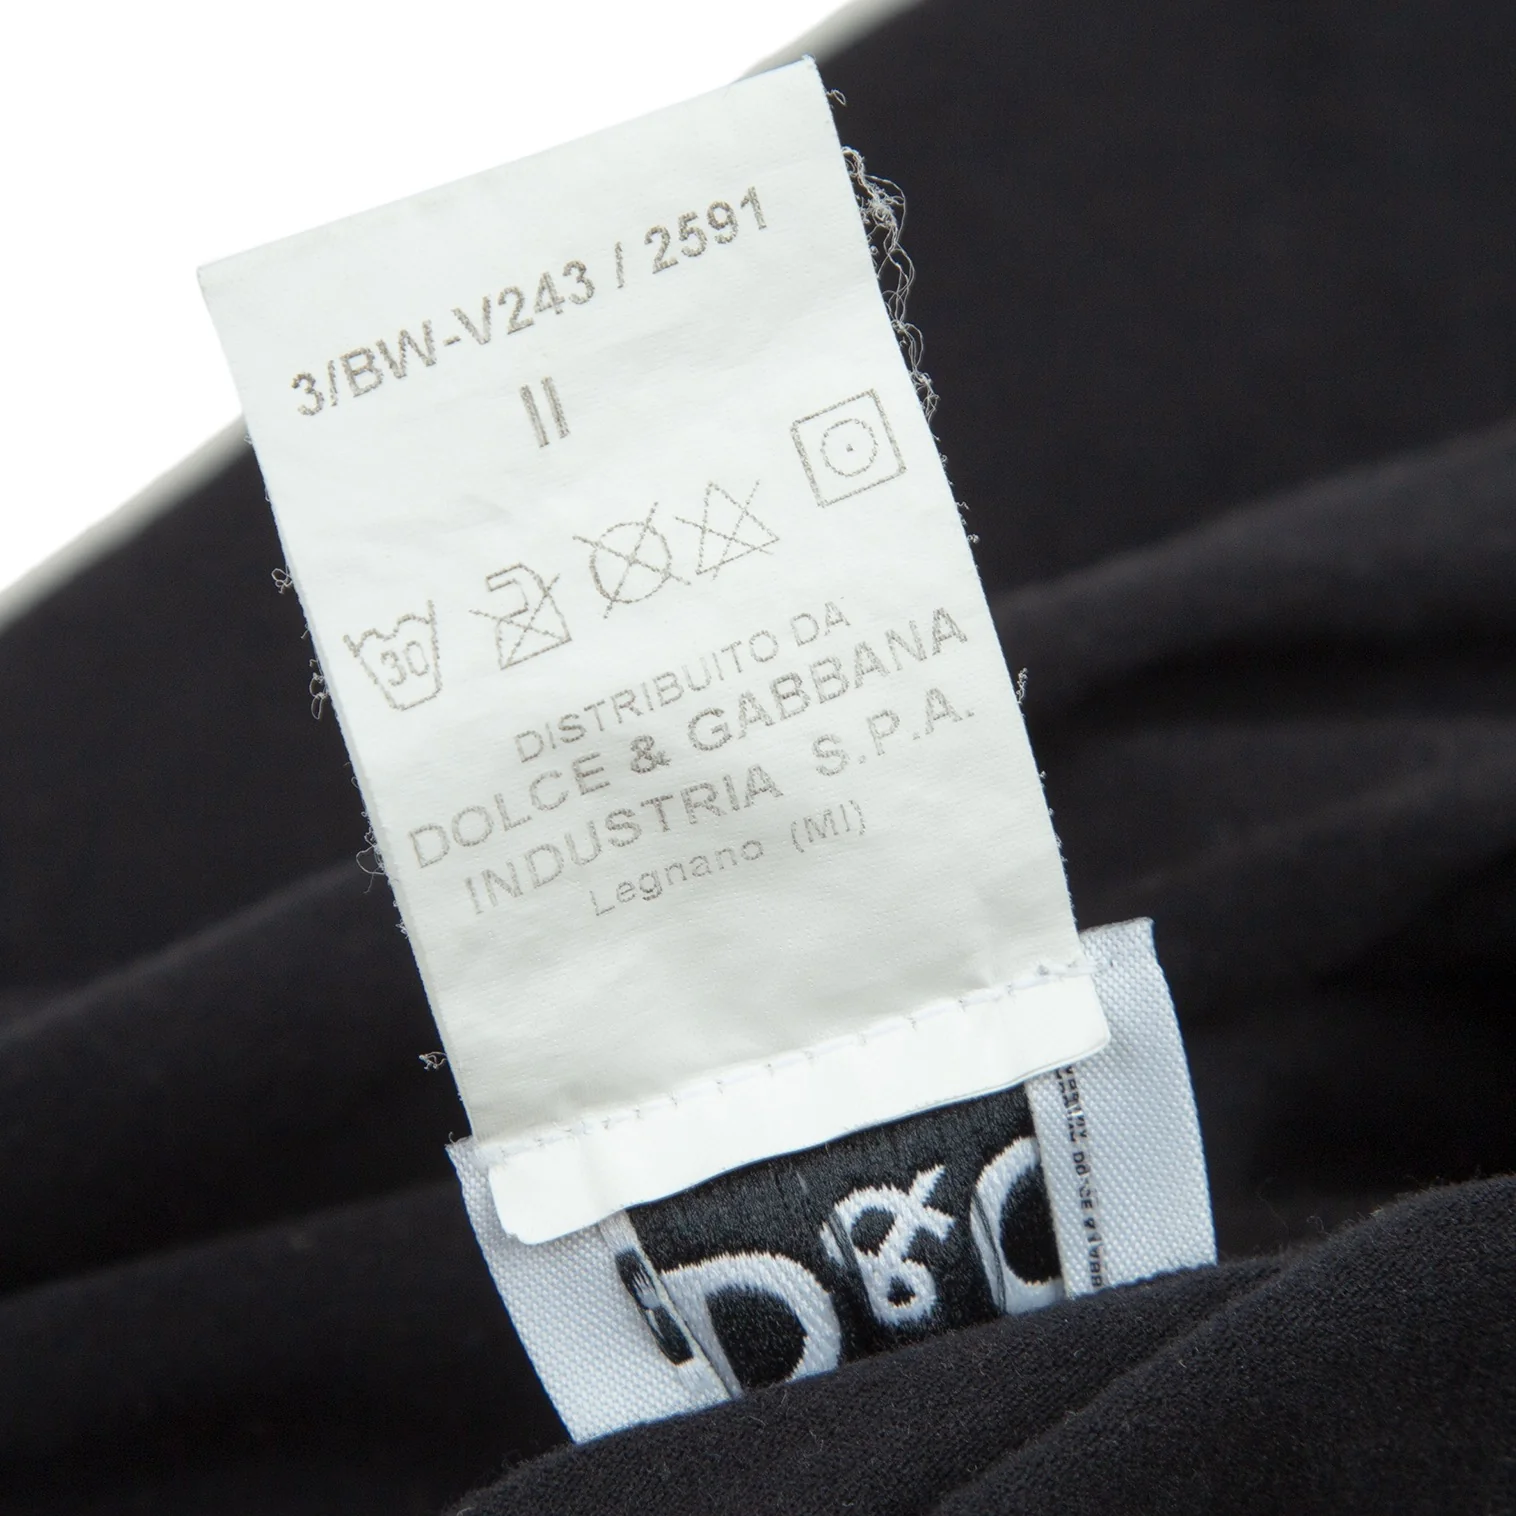 3/BW-V243 / 2591
II
30
DISTRIBUITO DA
DOLCE & GABBANA
INDUSTRIA S.P.A.
Legnano (MI)
D&G